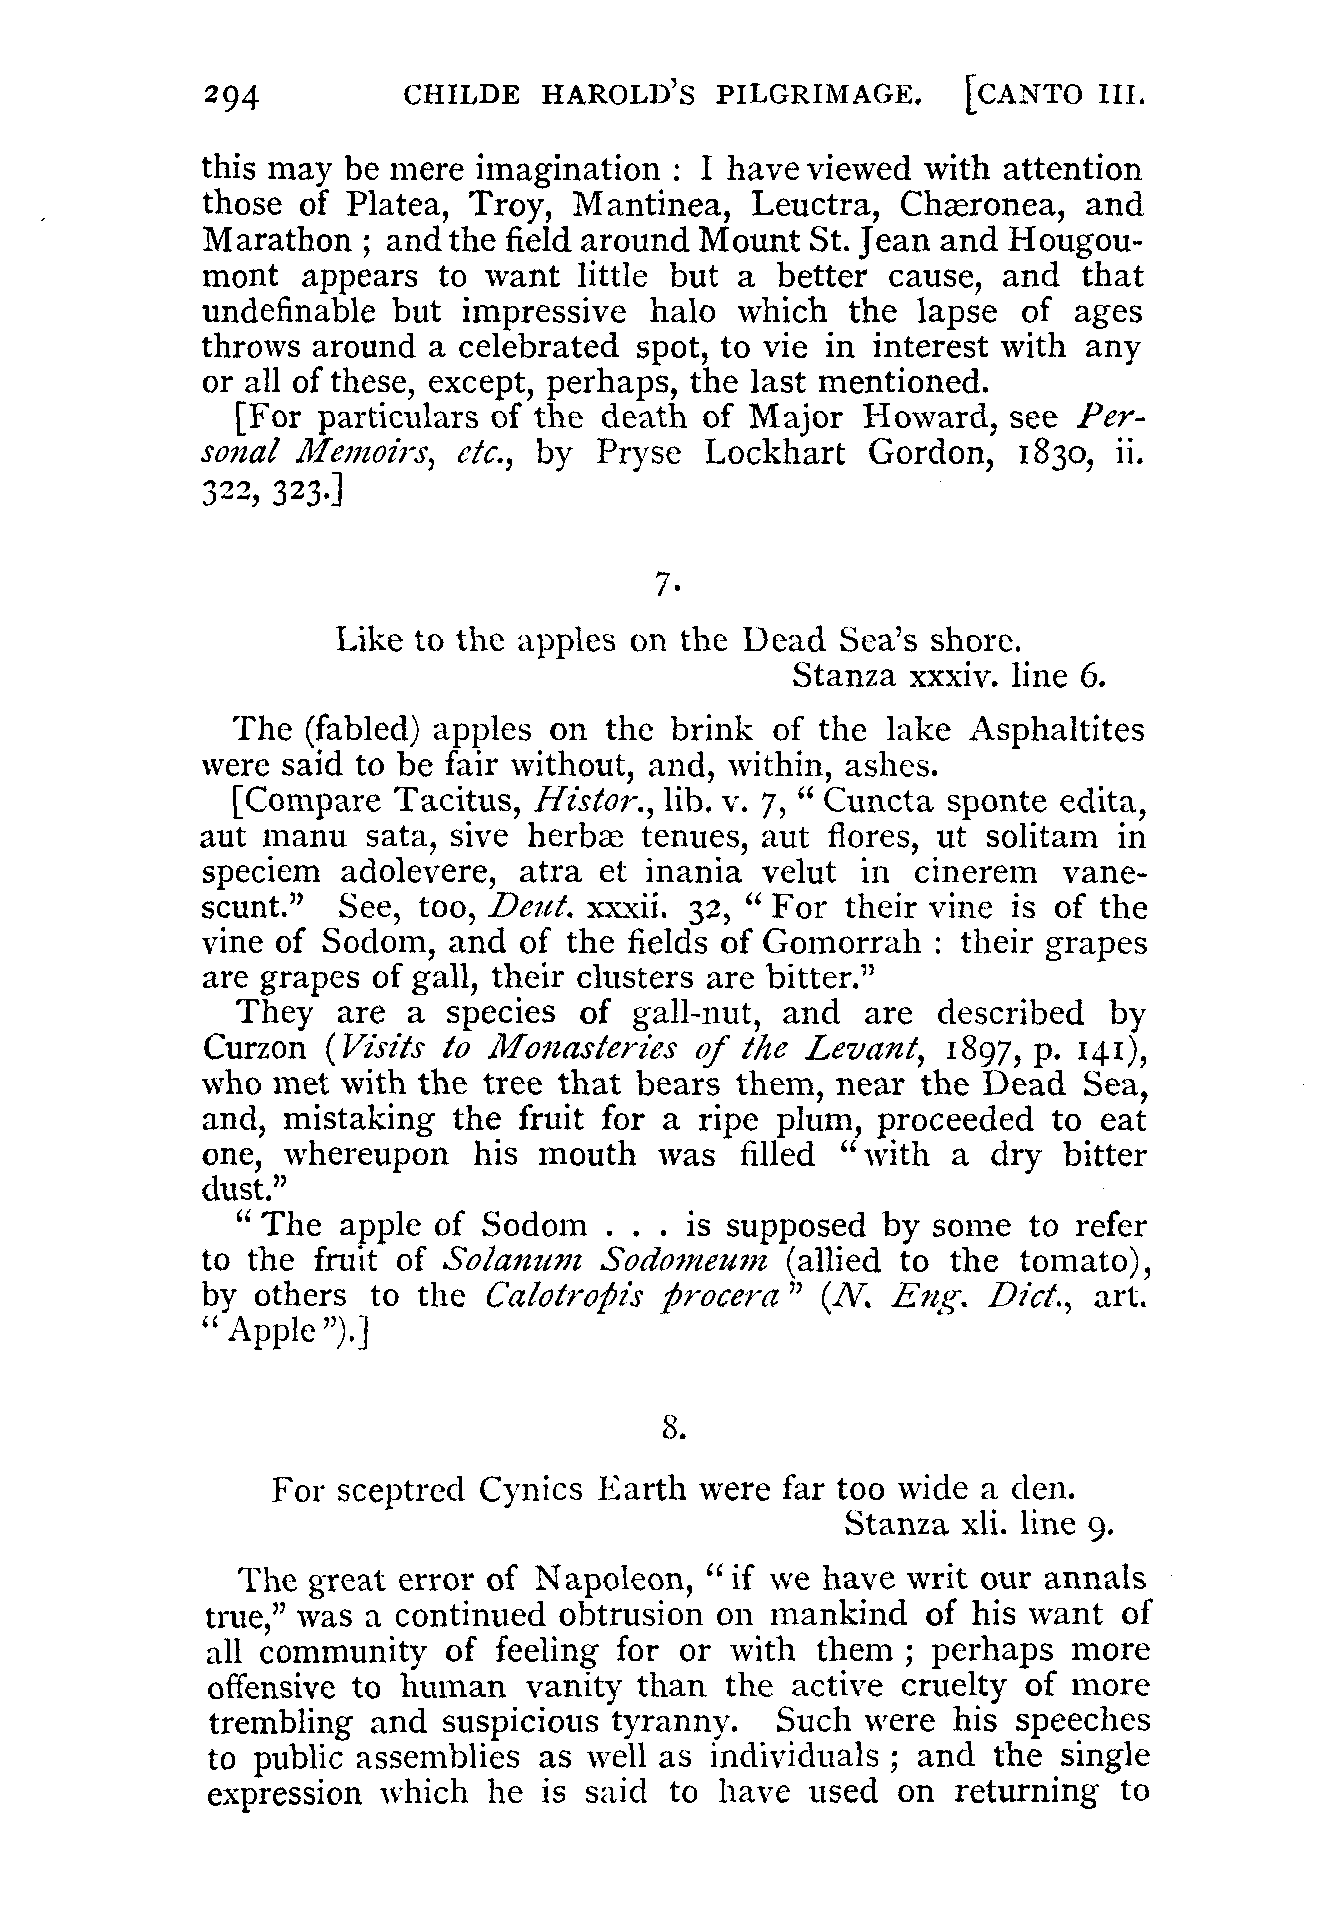 294 CHILDE HAROLD'S PILGRIMAGE. [CANTO III.
this may be mere imagination : I have viewed with attention
those of Platea, Troy, Mantinea, Leuctra, Chæronea, and
Marathon ; and the field around Mount St. Jean and Hougou-
mont appears to want little but a better cause, and that
undefinable but impressive halo which the lapse of ages
throws around a celebrated spot, to vie in interest with any
or all of these, except, perhaps, the last mentioned.
[For particulars of the death of Major Howard, see Per-
sonal Memoirs, etc., by Pryse Lockhart Gordon, 1830, ii.
322, 323.]
7.
Like to the apples on the Dead Sea's shore.
Stanza xxxiv. line 6.
The (fabled) apples on the brink of the lake Asphaltites
were said to be fair without, and, within, ashes.
[Compare Tacitus, Histor., lib. v. 7, "Cuncta sponte edita,
aut manu sata, sive herbæ tenues, aut flores, ut solitam in
speciem adolevere, atra et inania velut in cinerem vane-
scunt." See, too, Deut. xxxii. 32, "For their vine is of the
vine of Sodom, and of the fields of Gomorrah : their grapes
are grapes of gall, their clusters are bitter."
They are a species of gall-nut, and are described by
Curzon (Visits to Monasteries of the Levant, 1897, p. 141),
who met with the tree that bears them, near the Dead Sea,
and, mistaking the fruit for a ripe plum, proceeded to eat
one, whereupon his mouth was filled "with a dry bitter
dust."
"The apple of Sodom . . . is supposed by some to refer
to the fruit of Solanum Sodomeum (allied to the tomato),
by others to the Calotropis procera" (N. Eng. Dict., art.
"Apple").]
8.
For sceptred Cynics Earth were far too wide a den.
Stanza xli. line 9.
The great error of Napoleon, "if we have writ our annals
true," was a continued obtrusion on mankind of his want of
all community of feeling for or with them ; perhaps more
offensive to human vanity than the active cruelty of more
trembling and suspicious tyranny. Such were his speeches
to public assemblies as well as individuals ; and the single
expression which he is said to have used on returning to